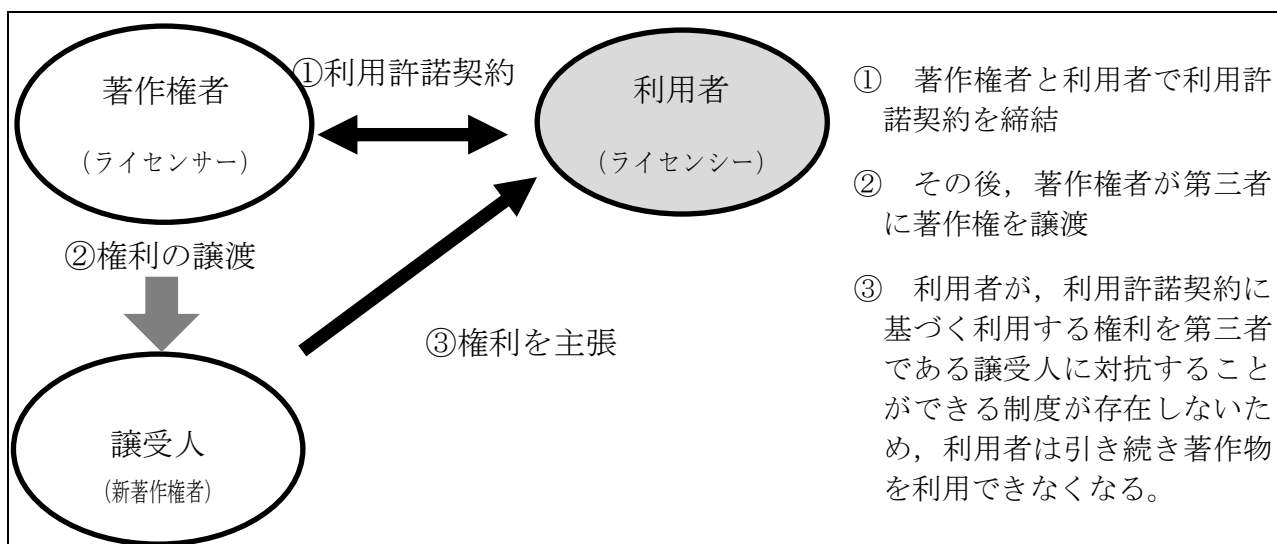 著作権者
(ライセンサー)
①利用許諾契約
利用者
(ライセンシー)
②権利の譲渡
③権利を主張
譲受人
(新著作権者)
①　著作権者と利用者で利用許
諾契約を締結
②　その後，著作権者が第三者
に著作権を譲渡
③　利用者が，利用許諾契約に
基づく利用する権利を第三者
である譲受人に対抗すること
ができる制度が存在しないた
め，利用者は引き続き著作物
を利用できなくなる。